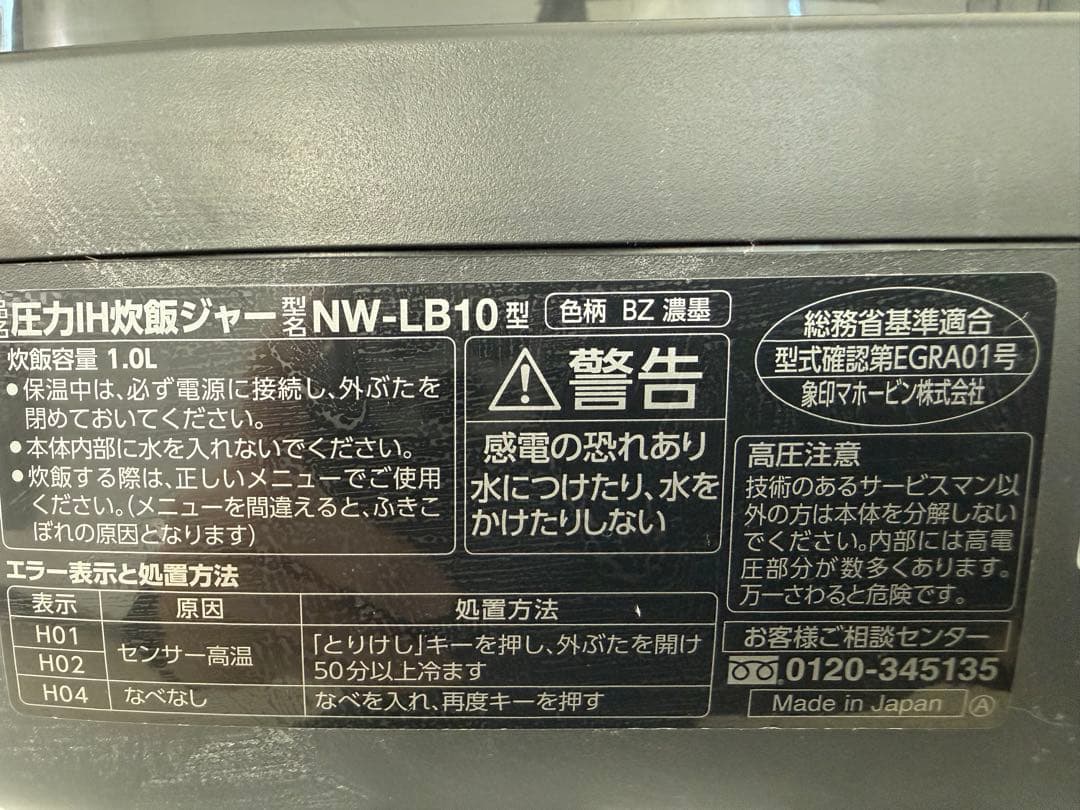 品名 圧力IH炊飯ジャー 型名 NW-LB10型 色柄 BZ 濃墨
炊飯容量 1.0L
●保温中は、必ず電源に接続し、外ぶたを
閉めておいてください。
●本体内部に水を入れないでください。
●炊飯する際は、正しいメニューでご使用
ください。(メニューを間違えると、ふきこ
ぼれの原因となります)
警告
感電の恐れあり
水につけたり、水を
かけたりしない
総務省基準適合
型式確認第EGRA01号
象印マホービン株式会社
高圧注意
技術のあるサービスマン以
外の方は本体を分解しない
でください。内部には高電
圧部分が数多くあります。
万一さわると危険です。
エラー表示と処置方法
表示 原因 処置方法
H01
H02
センサー高温
「とりけし」キーを押し、外ぶたを開け
50分以上冷ます
H04 なべなし なべを入れ、再度キーを押す
お客様ご相談センター
0120-345135
Made in Japan Ⓐ